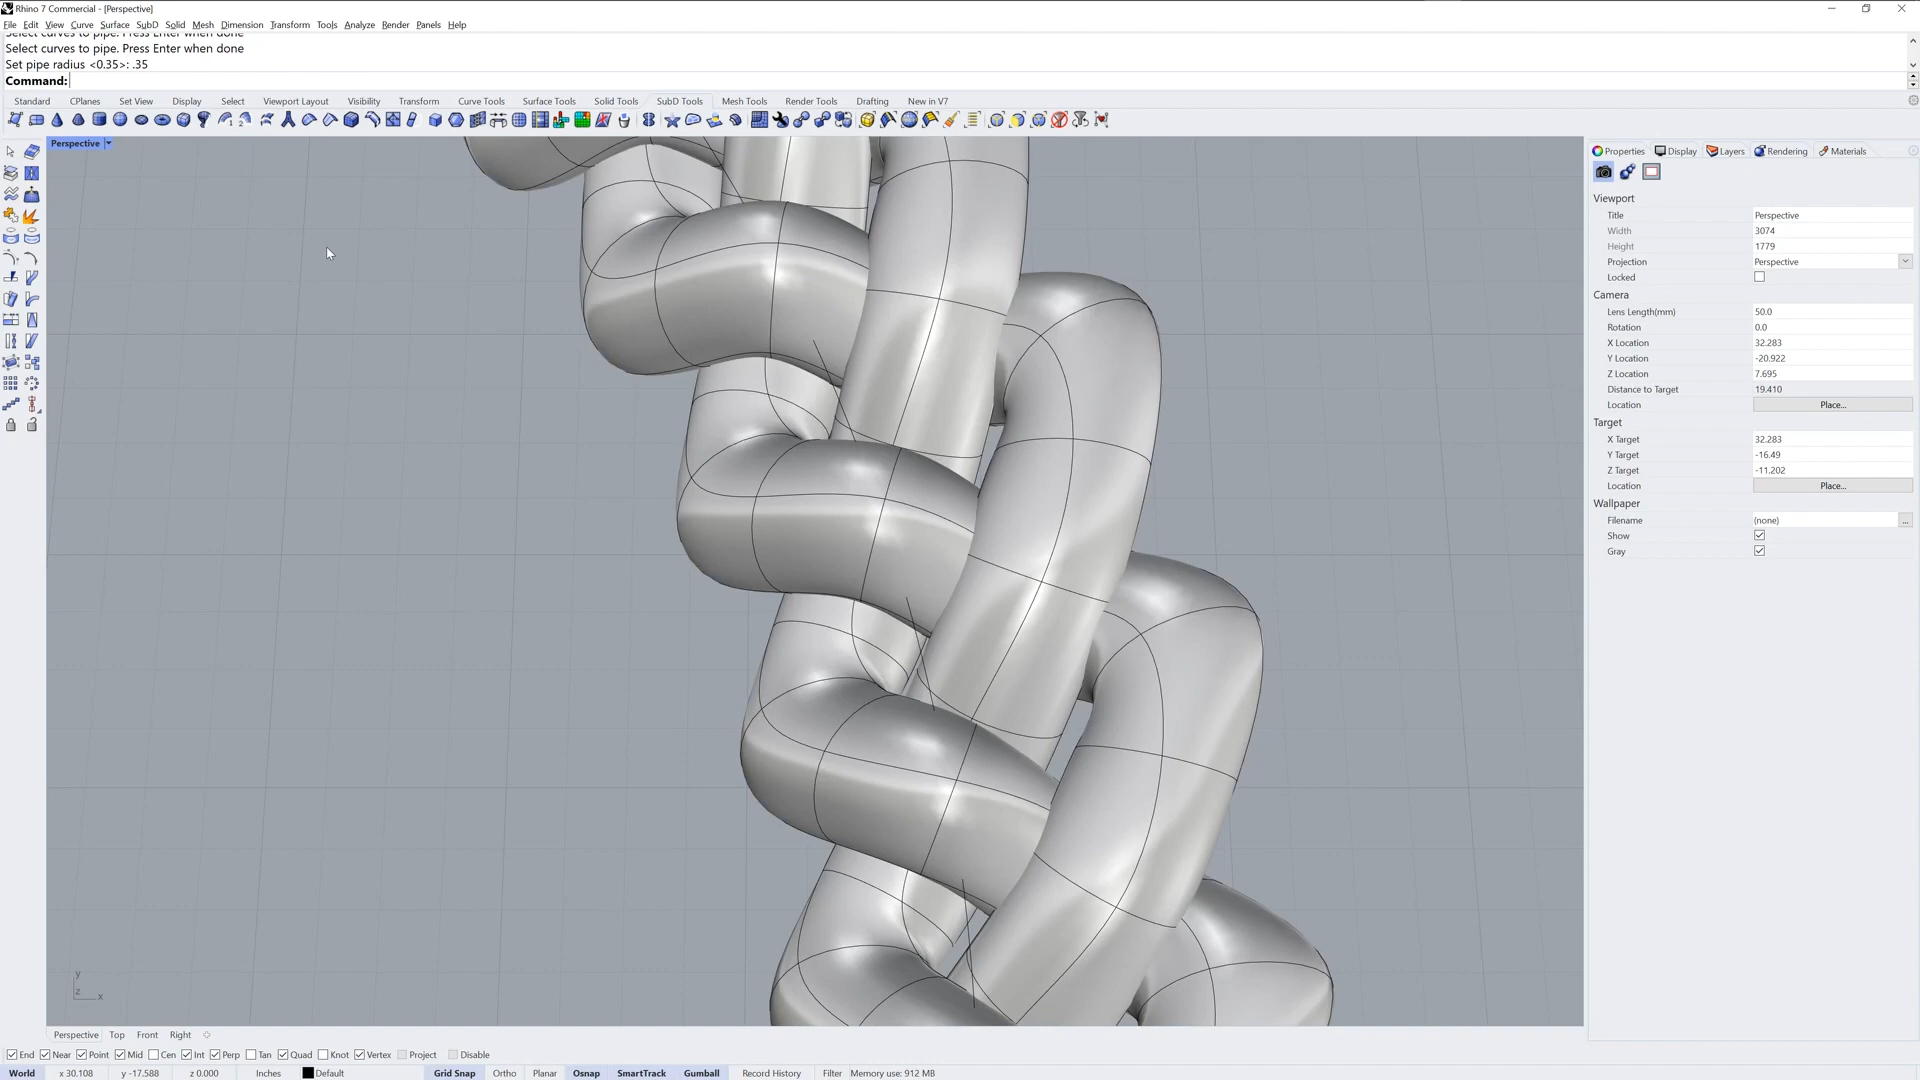 Rhino 7 Commercial - [Perspective]
File Edit View Curve Surface SubD Solid Mesh Dimension Transform Tools Analyze Render Panels Help
Select curves to pipe. Press Enter when done
Select curves to pipe. Press Enter when done
Set pipe radius <0.35>: .35
Command:
Standard CPlanes Set View Display Select Viewport Layout Visibility Transform Curve Tools Surface Tools Solid Tools SubD Tools Mesh Tools Render Tools Drafting New in V7
Perspective
Properties Display Layers Rendering Materials
Viewport
Title Perspective
Width 3074
Height 1779
Projection Perspective
Locked
Camera
Lens Length(mm) 50.0
Rotation 0.0
X Location 32.283
Y Location -20.922
Z Location 7.695
Distance to Target 19.410
Location Place...
Target
X Target 32.283
Y Target -16.49
Z Target -11.202
Location Place...
Wallpaper
Filename (none) ...
Show
Gray
y
z x
Perspective Top Front Right
End Near Point Mid Cen Int Perp Tan Quad Knot Vertex Project Disable
World x 30.108 y -17.588 z 0.000 Inches Default Grid Snap Ortho Planar Osnap SmartTrack Gumball Record History Filter Memory use: 912 MB